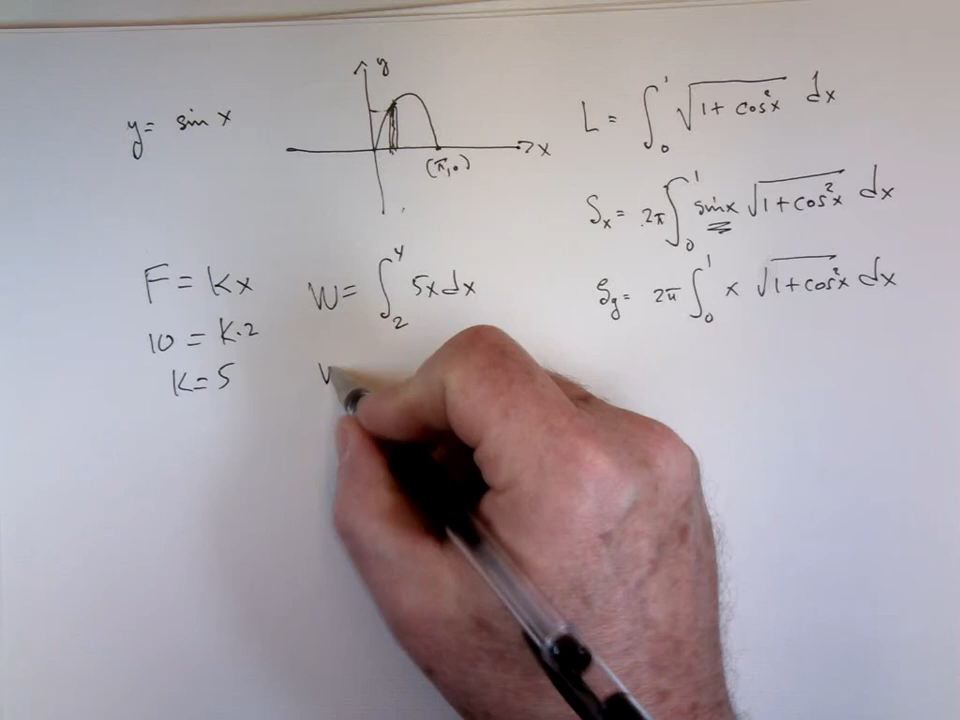 y = sin x
y
x
(π,0)
L = ∫₀¹ √(1 + cos²x) dx
Sₓ = 2π ∫₀¹ sin x √(1 + cos²x) dx
S_y = 2π ∫₀¹ x √(1 + cos²x) dx
F = kx
10 = k·2
k = 5
W = ∫₂⁴ 5x dx